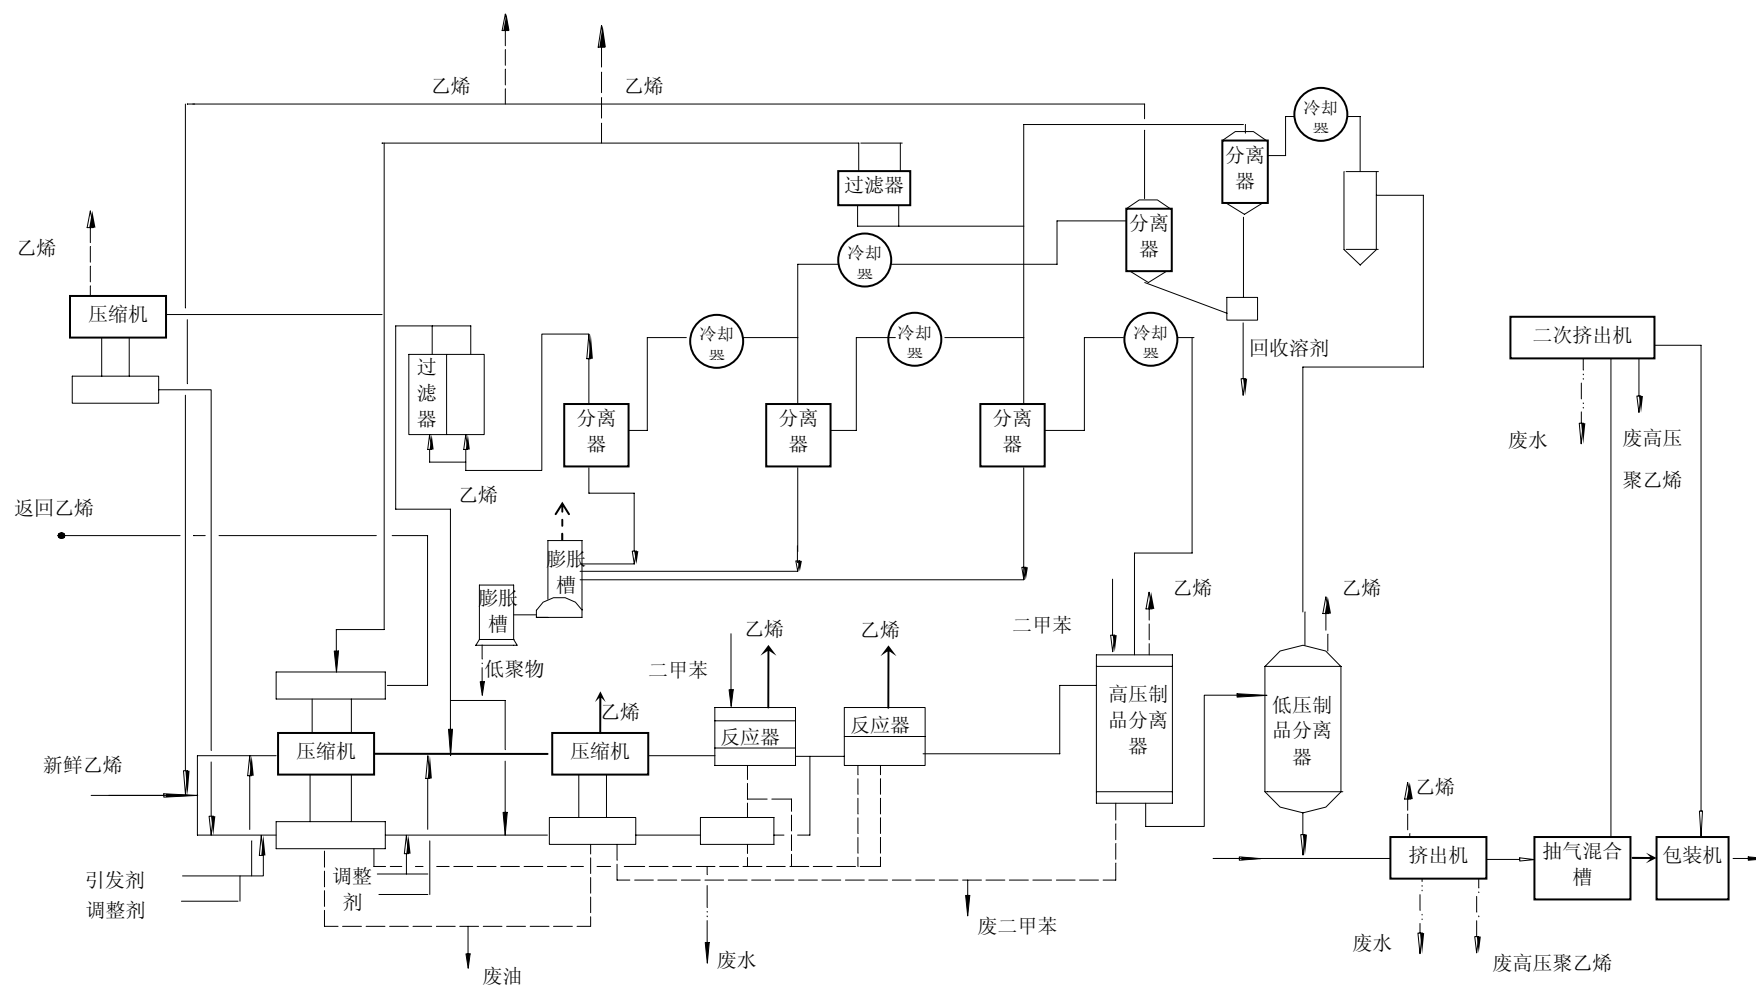 乙烯
乙烯
冷却
器
分离
器
过滤器
分离
器
乙烯
冷却
器
压缩机
冷却
器
冷却
器
冷却
器
回收溶剂
二次挤出机
过
滤
器
分离
器
分离
器
分离
器
废水
废高压
聚乙烯
乙烯
返回乙烯
膨胀
槽
膨胀
槽
乙烯
乙烯
二甲苯
乙烯
乙烯
低聚物
二甲苯
乙烯
高压制
品分离
器
低压制
品分离
器
反应器
反应器
压缩机
压缩机
新鲜乙烯
乙烯
挤出机
抽气混合
槽
包装机
引发剂
调整剂
调整
剂
废二甲苯
废水
废油
废水
废高压聚乙烯